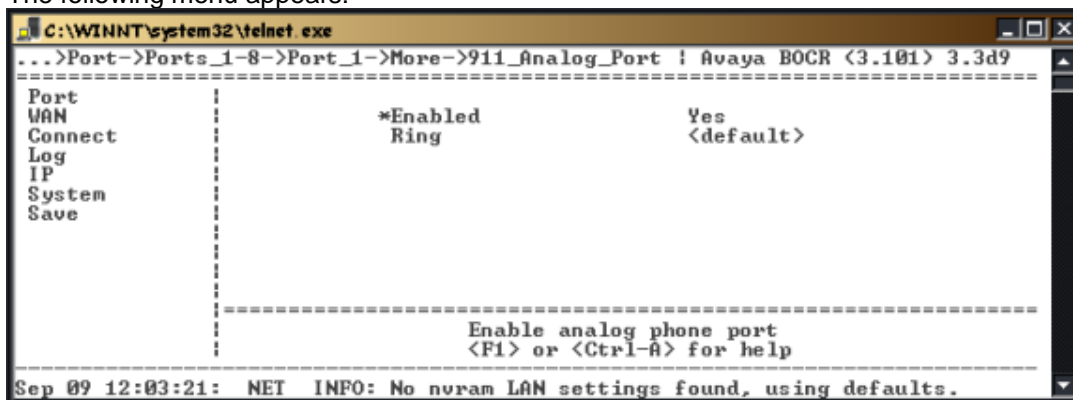 The following menu appears:
C:\WINNT\system32\telnet.exe
...>Port->Ports_1-8->Port_1->More->911_Analog_Port ¦ Avaya BOCR (3.101) 3.3d9
Port
WAN
Connect
Log
IP
System
Save
*Enabled Yes
Ring <default>
Enable analog phone port
<F1> or <Ctrl-A> for help
Sep 09 12:03:21: NET INFO: No nvram LAN settings found, using defaults.